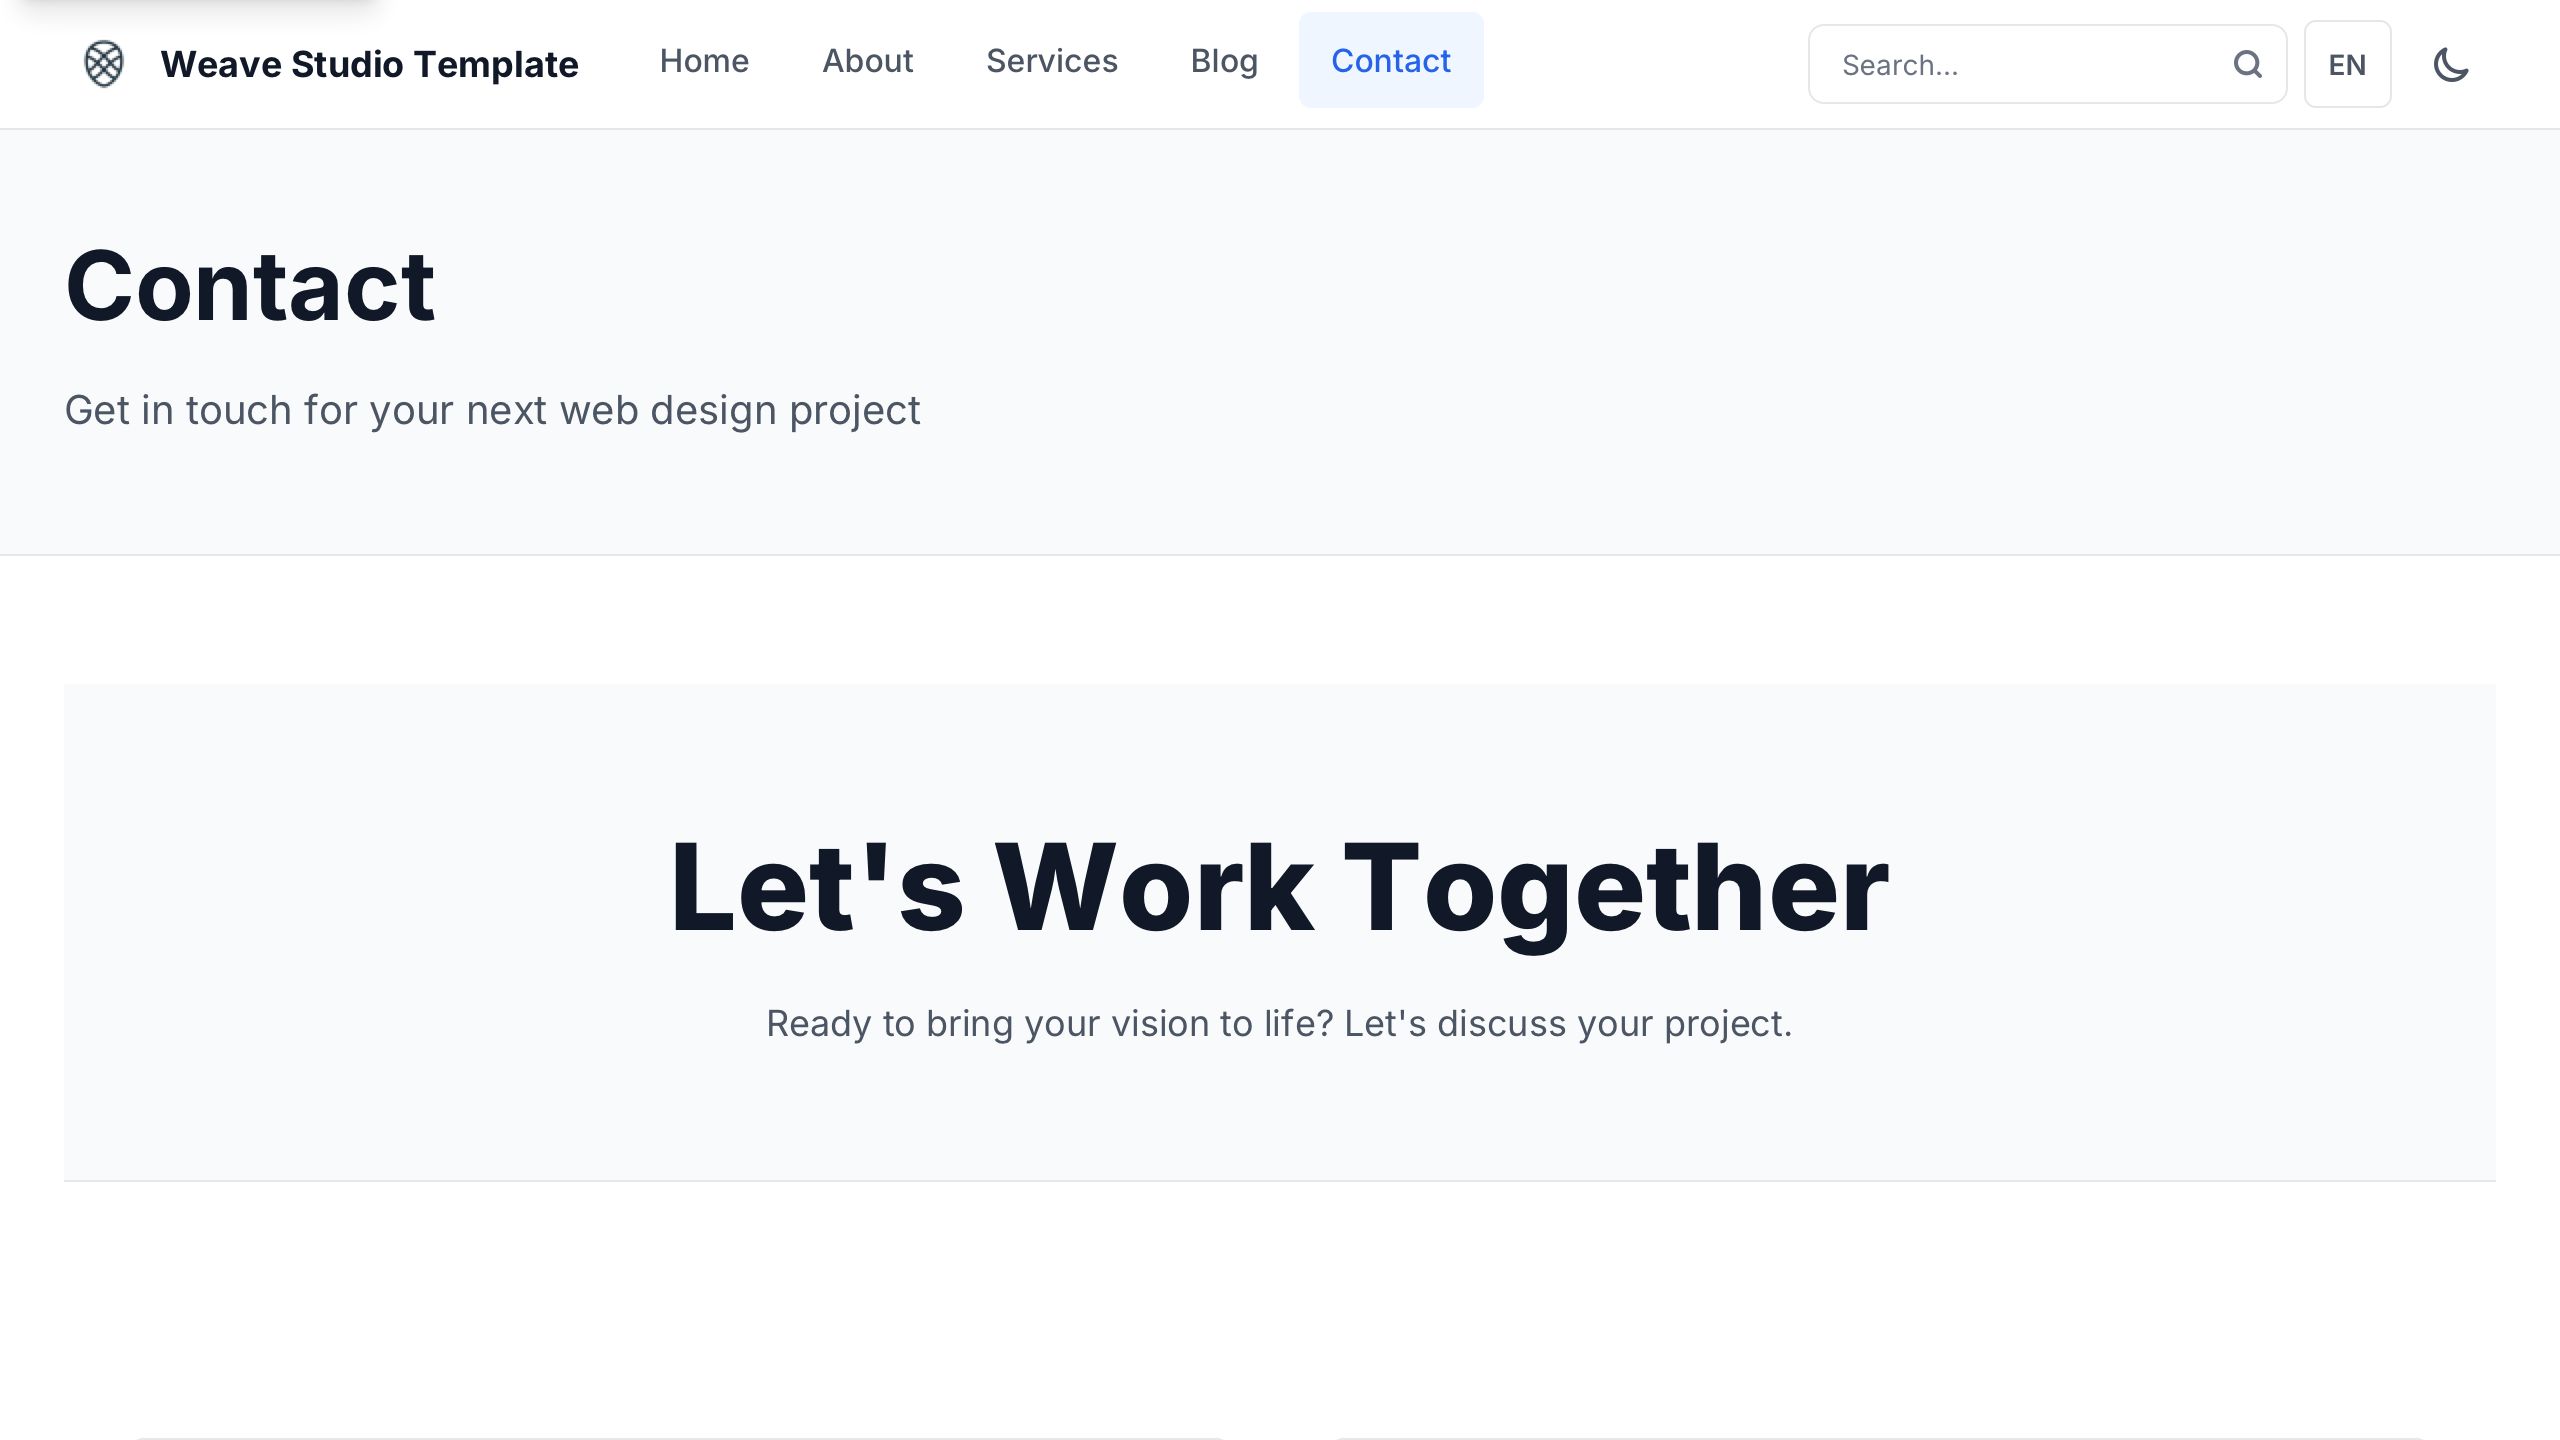 Weave Studio Template
Home
About
Services
Blog
Contact
Search...
EN
Contact
Get in touch for your next web design project
Let's Work Together
Ready to bring your vision to life? Let's discuss your project.